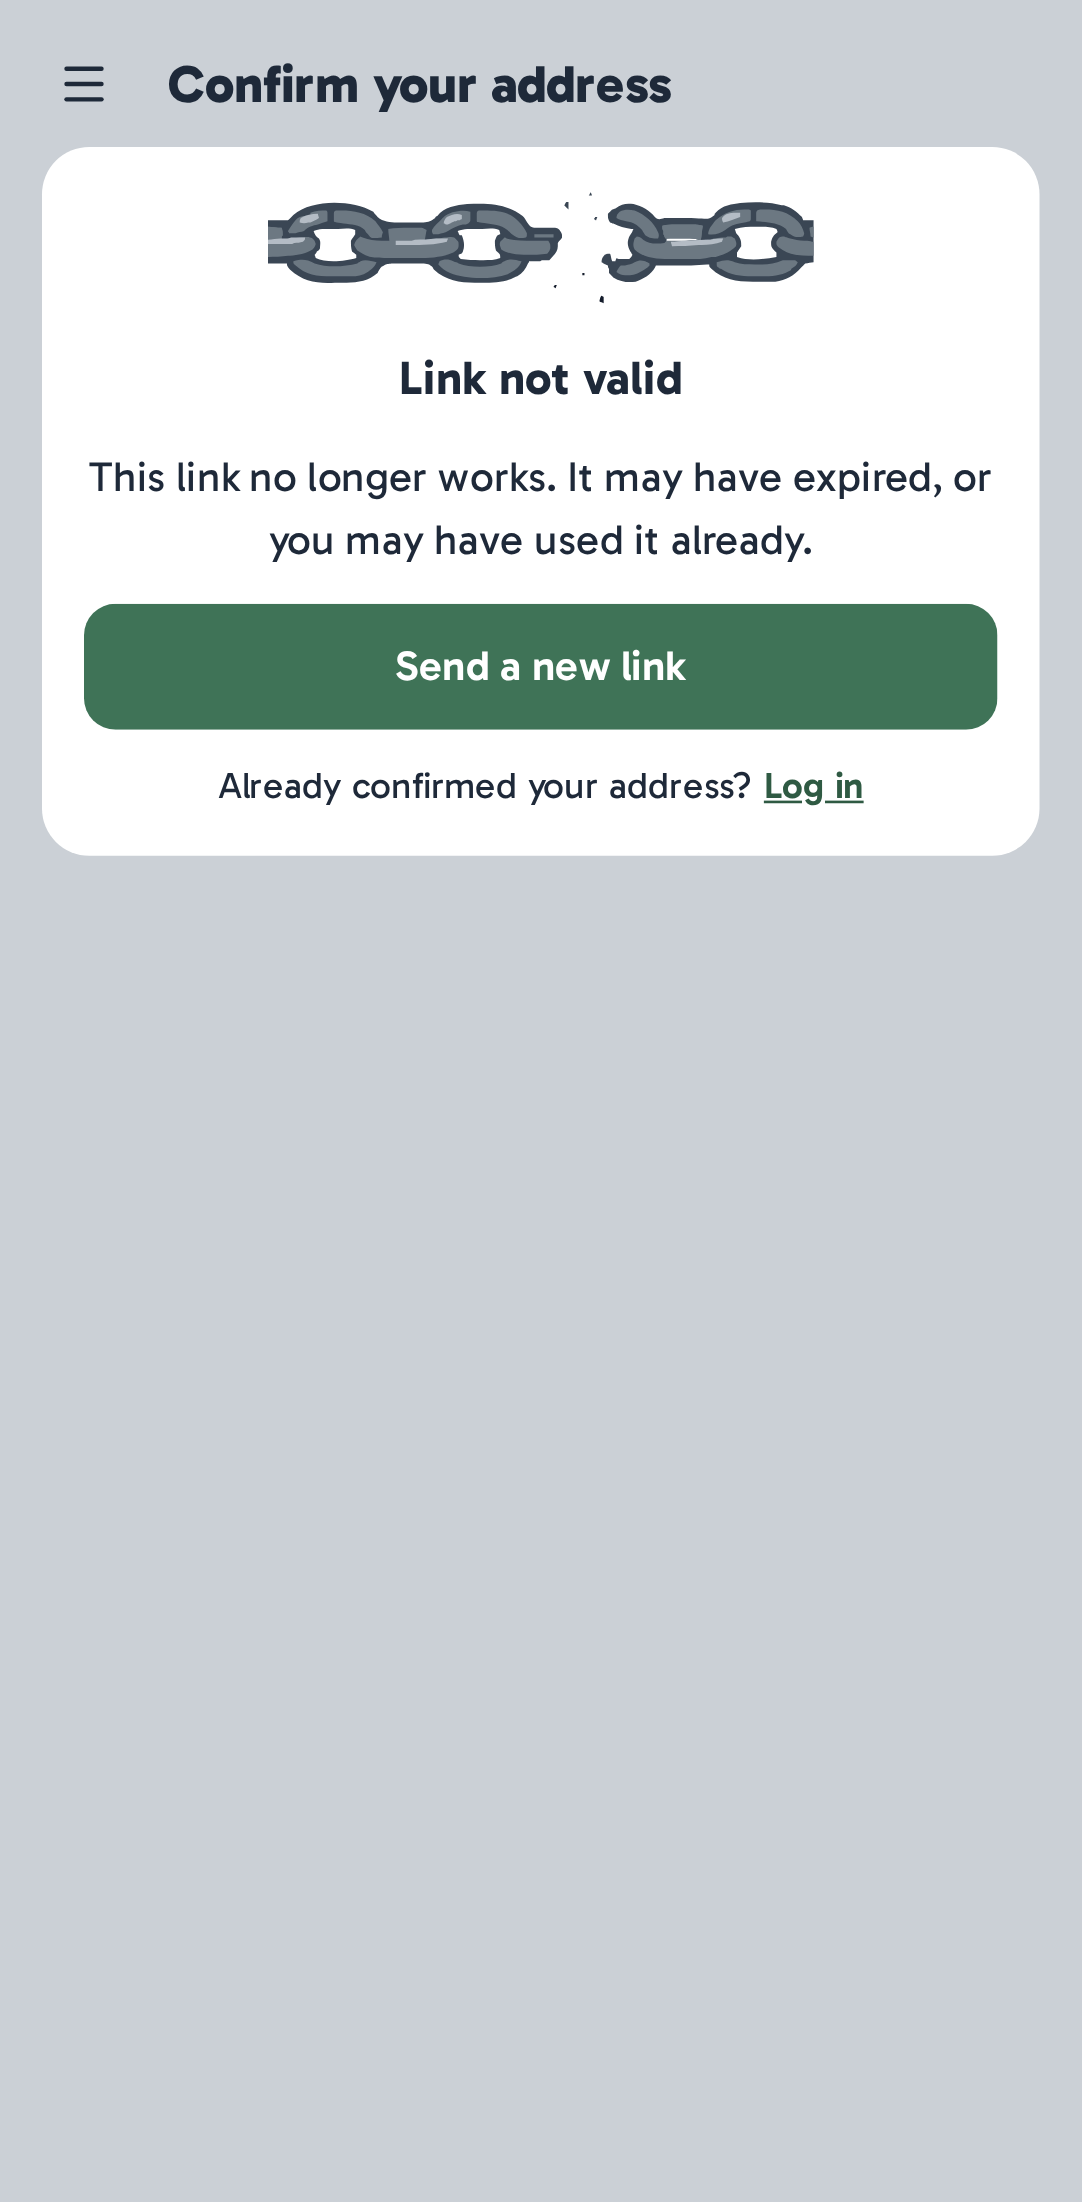 Confirm your address
Link not valid
This link no longer works. It may have expired, or
you may have used it already.
Send a new link
Already confirmed your address? Log in